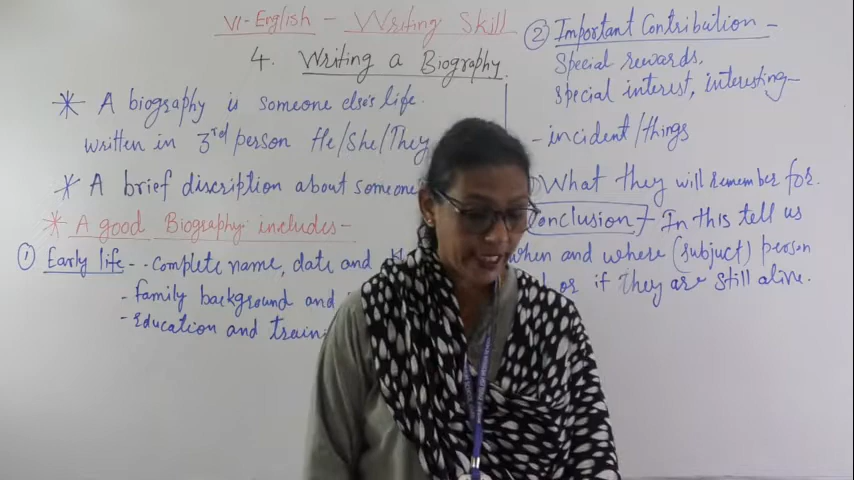 VI-English - Writing Skill
4. Writing a Biography
* A biography is someone else's life.
written in 3rd person He/She/They
* A brief discription about someone
* A good Biography includes-
① Early life - - complete name, date and
- family background and
- Education and
② Important Contribution -
Special rewards,
Special interest, interesting-
- incident/things
What they will remember for.
Conclusion - In this tell us
when and where (subjuct) person
or if they are still alive.